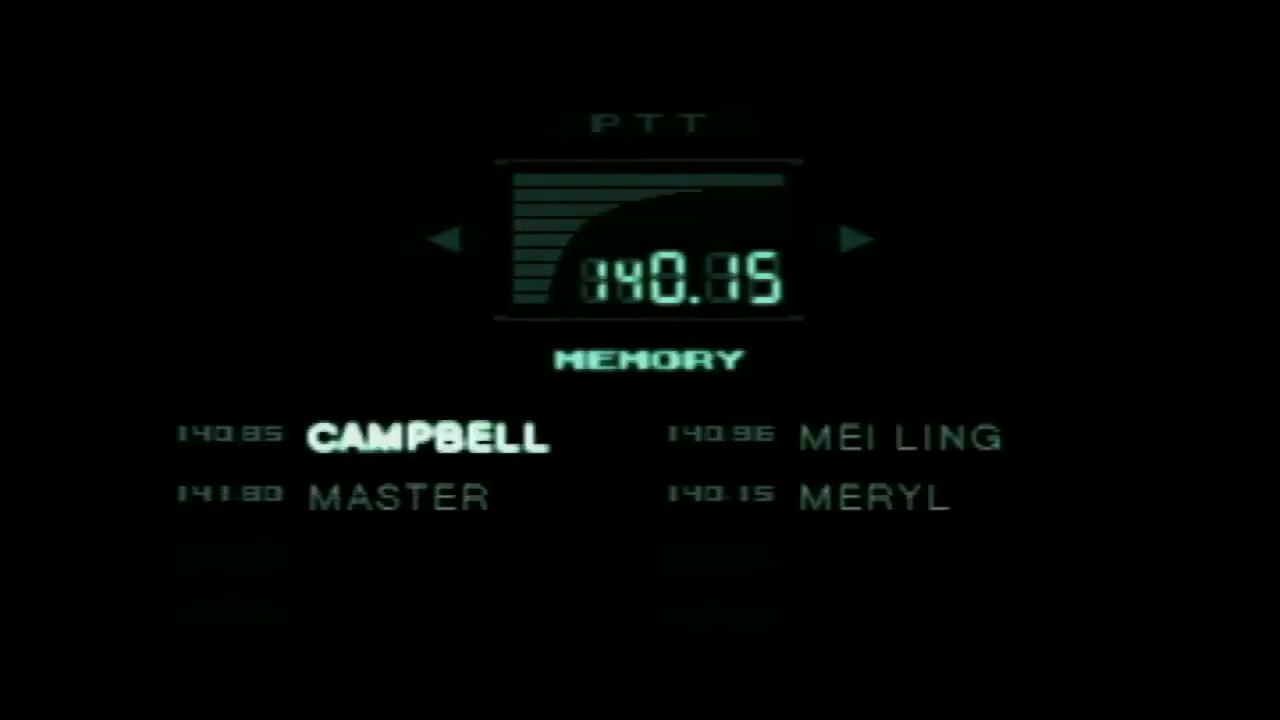 PTT
140.15
MEMORY
140.85 CAMPBELL 140.96 MEI LING
141.80 MASTER 140.15 MERYL